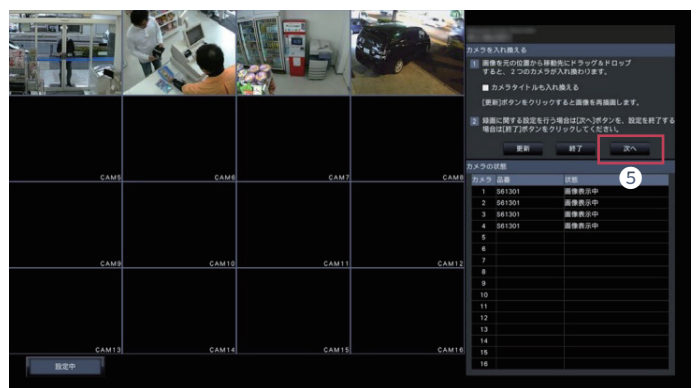 カメラを入れ換える
1 画像を元の位置から移動先にドラッグ&ドロップ
すると、2つのカメラが入れ換わります。
カメラタイトルも入れ換える
[更新]ボタンをクリックすると画像を再描画します。
2 録画に関する設定を行う場合は[次へ]ボタンを、設定を終了する
場合は[終了]ボタンをクリックしてください。
更新 終了 次へ
5
カメラの状態
カメラ 品番 状態
1 S61301 画像表示中
2 S61301 画像表示中
3 S61301 画像表示中
4 S61301 画像表示中
5
6
7
8
9
10
11
12
13
14
15
16
CAM5 CAM6 CAM7 CAM8
CAM9 CAM10 CAM11 CAM12
CAM13 CAM14 CAM15 CAM16
設定中